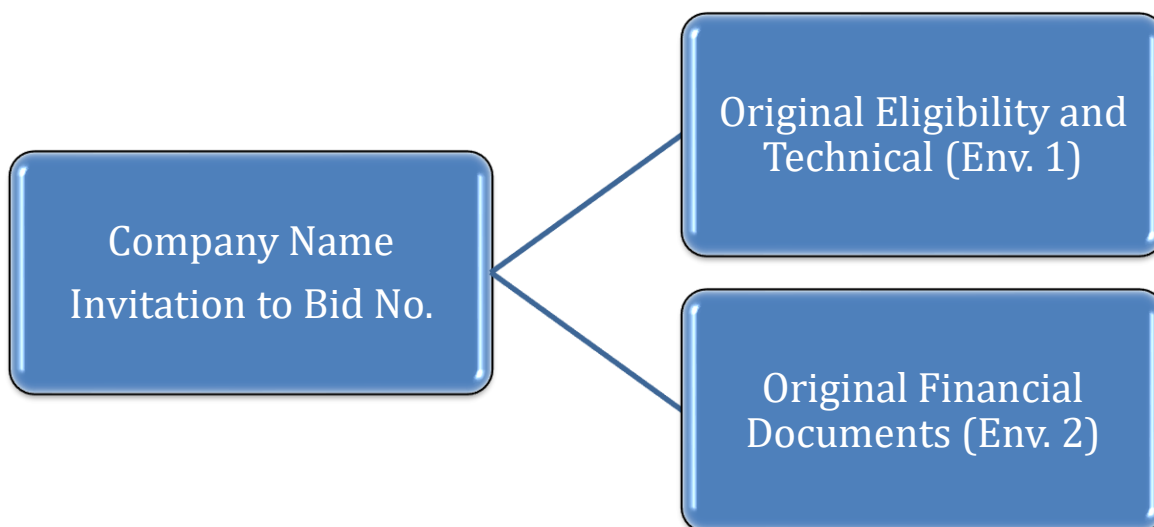 Company Name
Invitation to Bid No.
Original Eligibility and
Technical (Env. 1)
Original Financial
Documents (Env. 2)